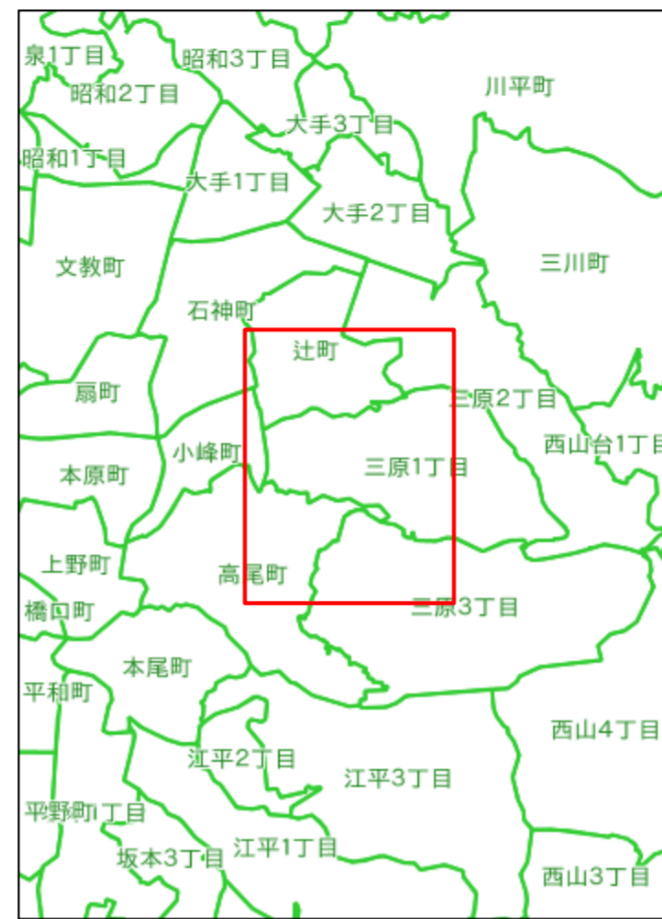 泉1丁目
昭和3丁目
川平町
昭和2丁目
大手3丁目
昭和1丁目
大手1丁目
大手2丁目
文教町
三川町
石神町
辻町
扇町
三原2丁目
小峰町
西山台1丁目
本原町
三原1丁目
上野町
高尾町
橋口町
三原3丁目
本尾町
平和町
西山4丁目
江平2丁目
江平3丁目
平野町
1丁目
江平1丁目
坂本3丁目
西山3丁目